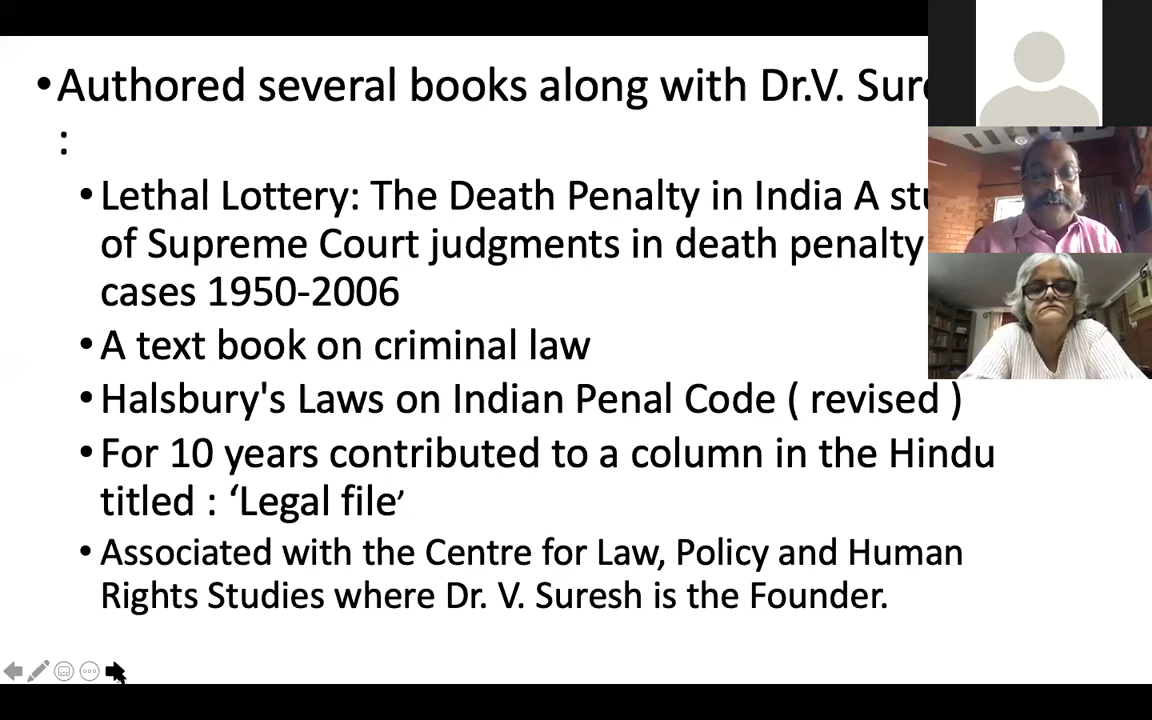 •Authored several books along with Dr.V.
:
•Lethal Lottery: The Death Penalty in India A
of Supreme Court judgments in death penalty
cases 1950-2006
•A text book on criminal law
•Halsbury's Laws on Indian Penal Code ( revised )
•For 10 years contributed to a column in the Hindu
titled : ‘Legal file’
•Associated with the Centre for Law, Policy and Human
Rights Studies where Dr. V. Suresh is the Founder.